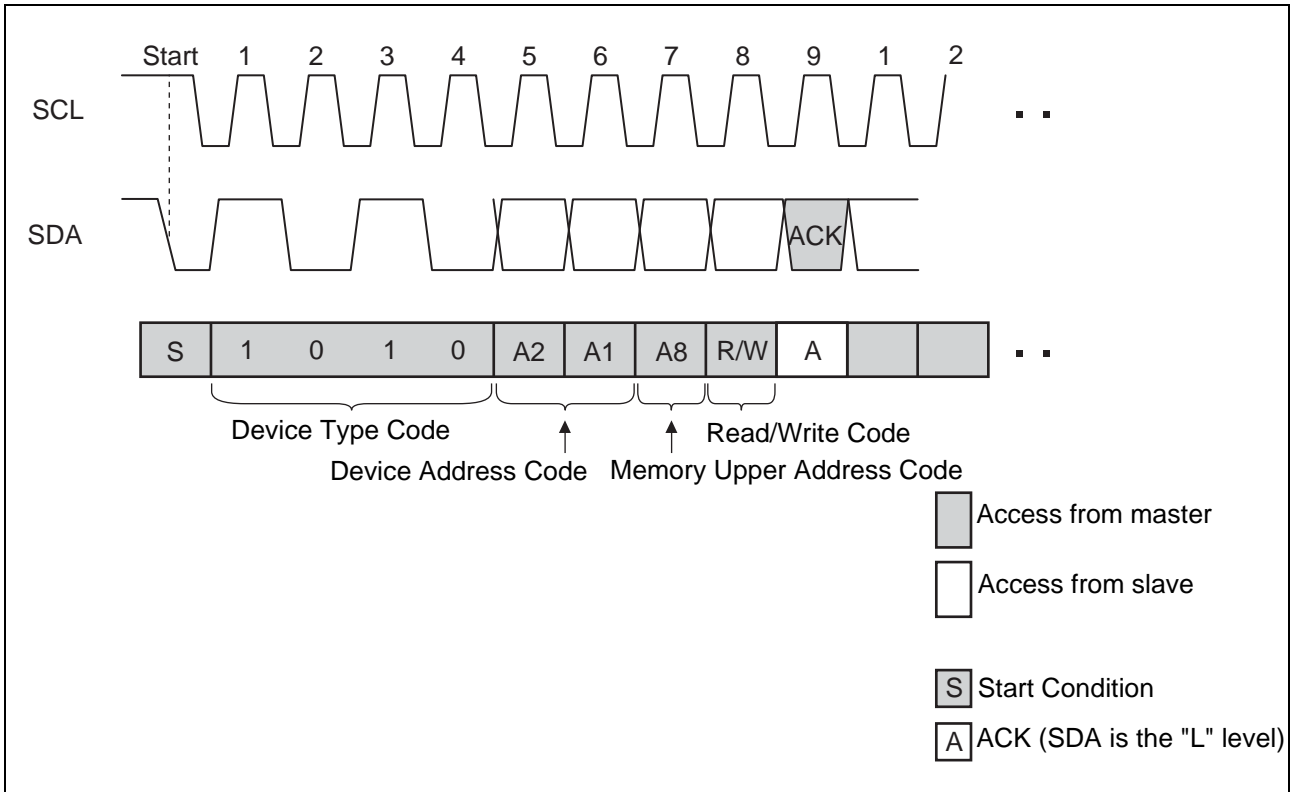 Start 1 2 3 4 5 6 7 8 9 1 2
SCL
SDA
ACK
S 1 0 1 0 A2 A1 A8 R/W A
Device Type Code
Read/Write Code
Device Address Code
Memory Upper Address Code
Access from master
Access from slave
S Start Condition
A ACK (SDA is the "L" level)